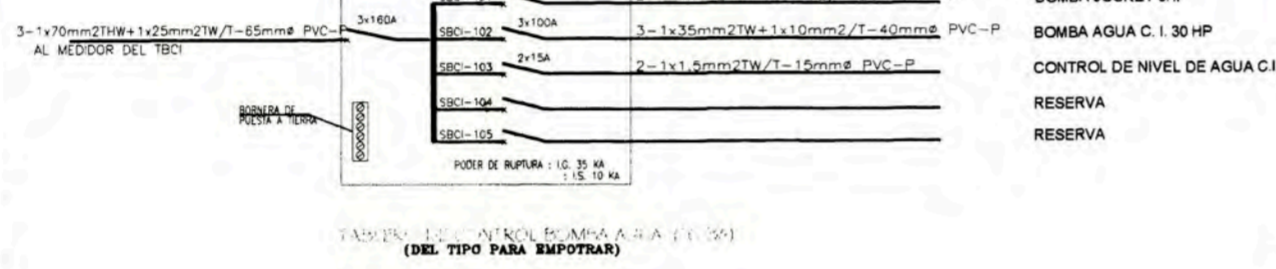 3x160A
3-1x70mm2THW+1x25mm2TW/T-65mmø PVC-P
AL MEDIDOR DEL TBCI
SBCI-102 3x100A 3-1x35mm2TW+1x10mm2/T-40mmø PVC-P BOMBA AGUA C. I. 30 HP
SBCI-103 2x15A 2-1x1.5mm2TW/T-15mmø PVC-P CONTROL DE NIVEL DE AGUA C.I
SBCI-104 RESERVA
SBCI-105 RESERVA
BORNERA DE
PUESTA A TIERRA
PODER DE RUPTURA : I.G. 35 KA
: I.S. 10 KA
CONTROL BOMBA
(DEL TIPO PARA EMPOTRAR)